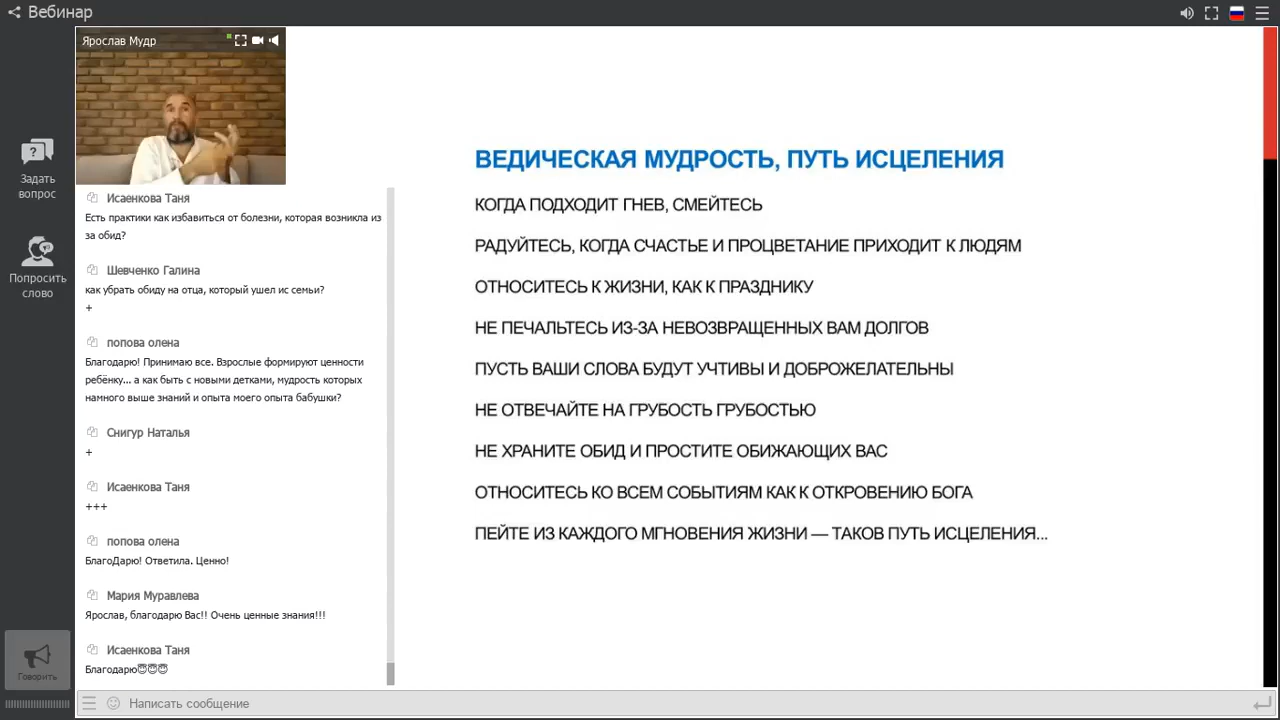 Вебинар
Ярослав Мудр
Задать
вопрос
Попросить
слово
Говорить
Исаенкова Таня
Есть практики как избавиться от болезни, которая возникла из
за обид?
Шевченко Галина
как убрать обиду на отца, который ушел ис семьи?
+
попова олена
Благодарю! Принимаю все. Взрослые формируют ценности
ребёнку... а как быть с новыми детками, мудрость которых
намного выше знаний и опыта моего опыта бабушки?
Снигур Наталья
+
Исаенкова Таня
+++
попова олена
БлагоДарю! Ответила. Ценно!
Мария Муравлева
Ярослав, благодарю Вас!! Очень ценные знания!!!
Исаенкова Таня
Благодарю😇😇😇
Написать сообщение
ВЕДИЧЕСКАЯ МУДРОСТЬ, ПУТЬ ИСЦЕЛЕНИЯ
КОГДА ПОДХОДИТ ГНЕВ, СМЕЙТЕСЬ
РАДУЙТЕСЬ, КОГДА СЧАСТЬЕ И ПРОЦВЕТАНИЕ ПРИХОДИТ К ЛЮДЯМ
ОТНОСИТЕСЬ К ЖИЗНИ, КАК К ПРАЗДНИКУ
НЕ ПЕЧАЛЬТЕСЬ ИЗ-ЗА НЕВОЗВРАЩЕННЫХ ВАМ ДОЛГОВ
ПУСТЬ ВАШИ СЛОВА БУДУТ УЧТИВЫ И ДОБРОЖЕЛАТЕЛЬНЫ
НЕ ОТВЕЧАЙТЕ НА ГРУБОСТЬ ГРУБОСТЬЮ
НЕ ХРАНИТЕ ОБИД И ПРОСТИТЕ ОБИЖАЮЩИХ ВАС
ОТНОСИТЕСЬ КО ВСЕМ СОБЫТИЯМ КАК К ОТКРОВЕНИЮ БОГА
ПЕЙТЕ ИЗ КАЖДОГО МГНОВЕНИЯ ЖИЗНИ — ТАКОВ ПУТЬ ИСЦЕЛЕНИЯ...